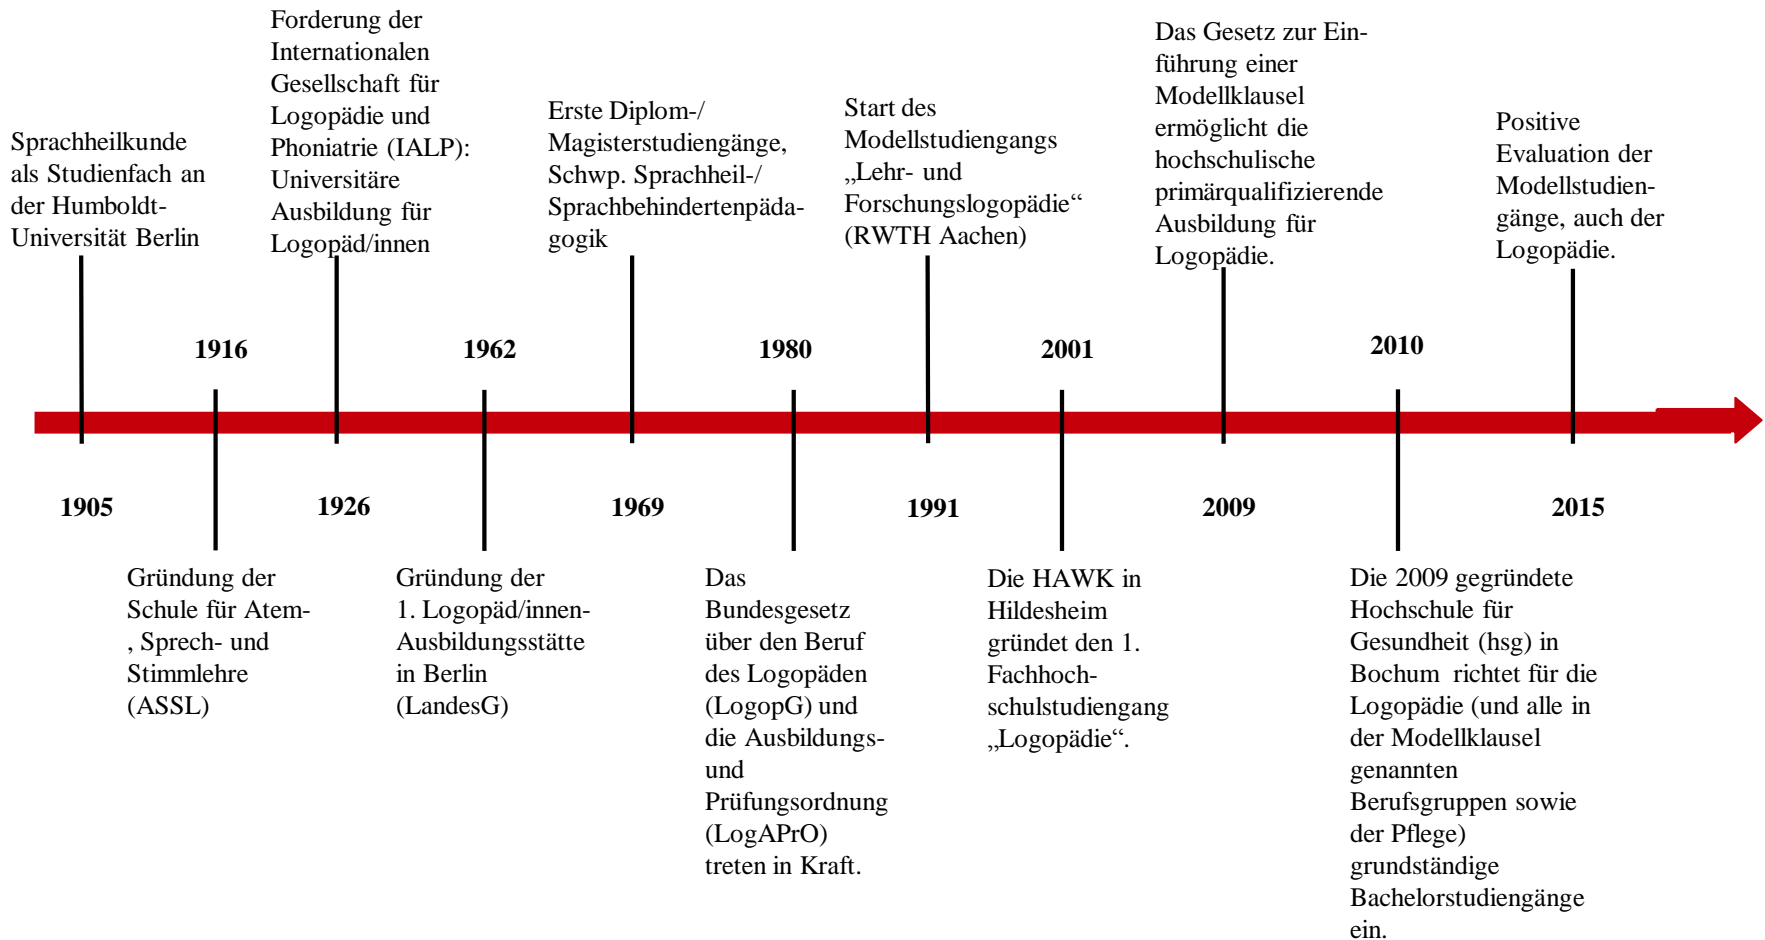 Sprachheilkunde
als Studienfach an
der Humboldt-
Universität Berlin
Forderung der
Internationalen
Gesellschaft für
Logopädie und
Phoniatrie (IALP):
Universitäre
Ausbildung für
Logopäd/innen
Erste Diplom-/
Magisterstudiengänge,
Schwp. Sprachheil-/
Sprachbehindertenpäda-
gogik
Start des
Modellstudiengangs
„Lehr- und
Forschungslogopädie“
(RWTH Aachen)
Das Gesetz zur Ein-
führung einer
Modellklausel
ermöglicht die
hochschulische
primärqualifizierende
Ausbildung für
Logopädie.
Positive
Evaluation der
Modellstudien-
gänge, auch der
Logopädie.
1916
1962
1980
2001
2010
1905
1926
1969
1991
2009
2015
Gründung der
Schule für Atem-
, Sprech- und
Stimmlehre
(ASSL)
Gründung der
1. Logopäd/innen-
Ausbildungsstätte
in Berlin
(LandesG)
Das
Bundesgesetz
über den Beruf
des Logopäden
(LogopG) und
die Ausbildungs-
und
Prüfungsordnung
(LogAPrO)
treten in Kraft.
Die HAWK in
Hildesheim
gründet den 1.
Fachhoch-
schulstudiengang
„Logopädie“.
Die 2009 gegründete
Hochschule für
Gesundheit (hsg) in
Bochum richtet für die
Logopädie (und alle in
der Modellklausel
genannten
Berufsgruppen sowie
der Pflege)
grundständige
Bachelorstudiengänge
ein.